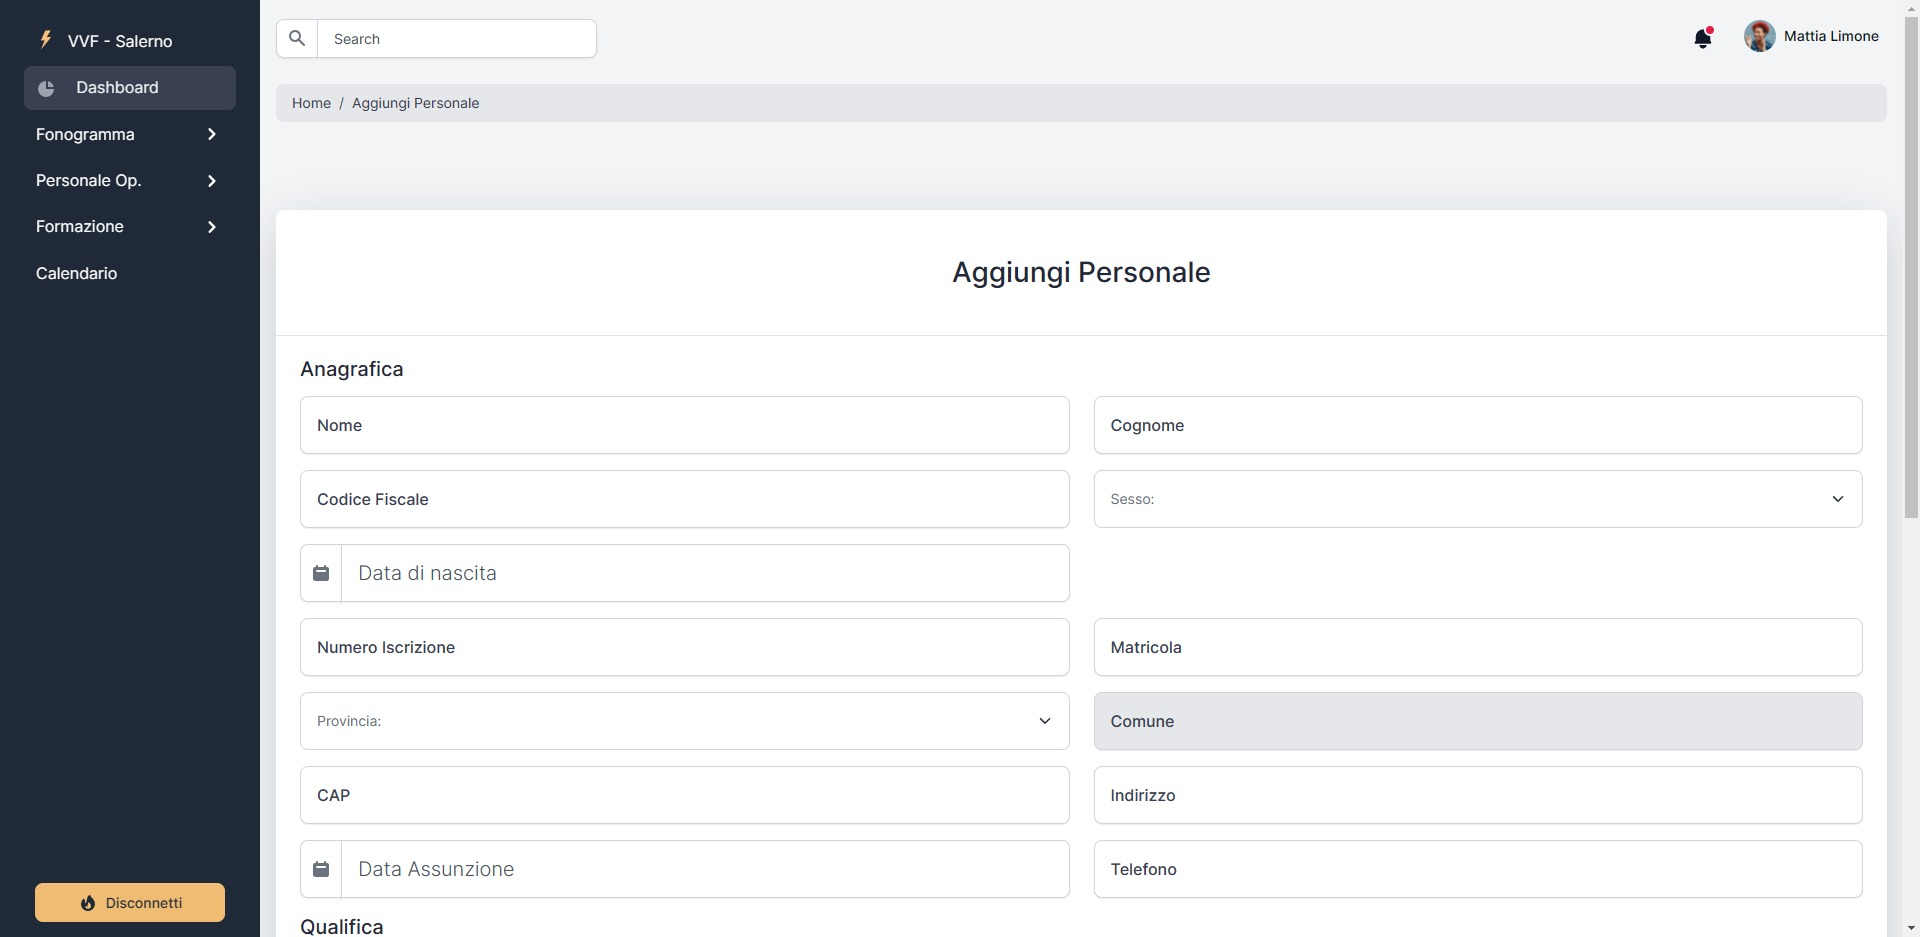 VVF - Salerno
Dashboard
Fonogramma
Personale Op.
Formazione
Calendario
Disconnetti
Search
Mattia Limone
Home / Aggiungi Personale
Aggiungi Personale
Anagrafica
Nome
Cognome
Codice Fiscale
Sesso:
Data di nascita
Numero Iscrizione
Matricola
Provincia:
Comune
CAP
Indirizzo
Data Assunzione
Telefono
Qualifica